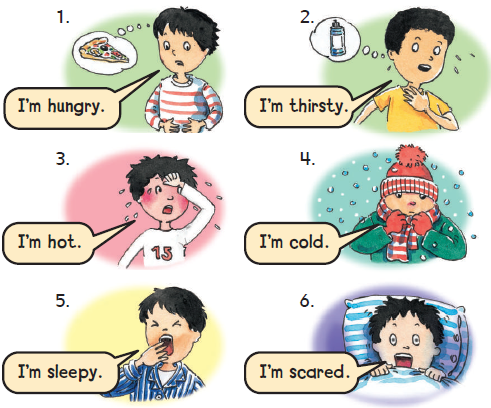 1.
I'm hungry.
2.
I'm thirsty.
3.
I'm hot.
13
4.
I'm cold.
5.
I'm sleepy.
6.
I'm scared.